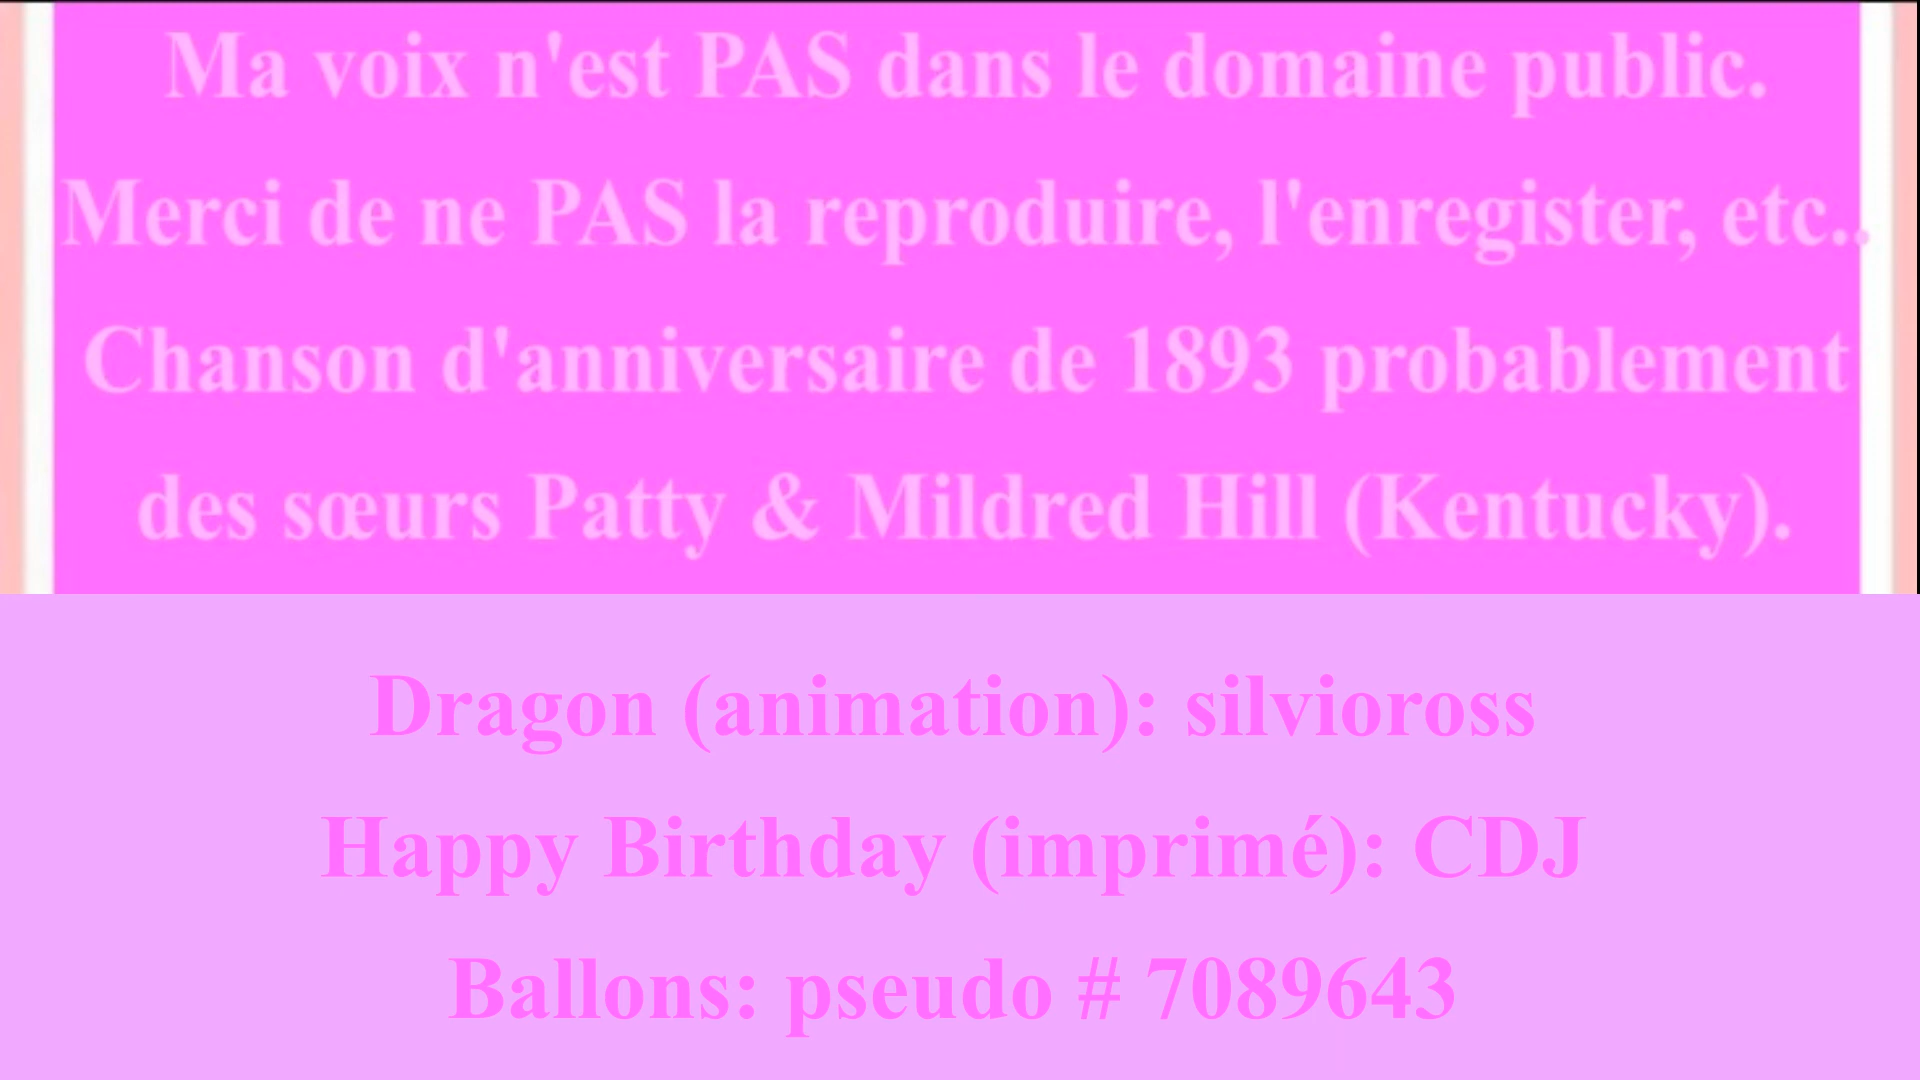 Ma voix n'est PAS dans le domaine public.
Merci de ne PAS la reproduire, l'enregister, etc..
Chanson d'anniversaire de 1893 probablement
des sœurs Patty & Mildred Hill (Kentucky).
Dragon (animation): silvioross
Happy Birthday (imprimé): CDJ
Ballons: pseudo # 7089643